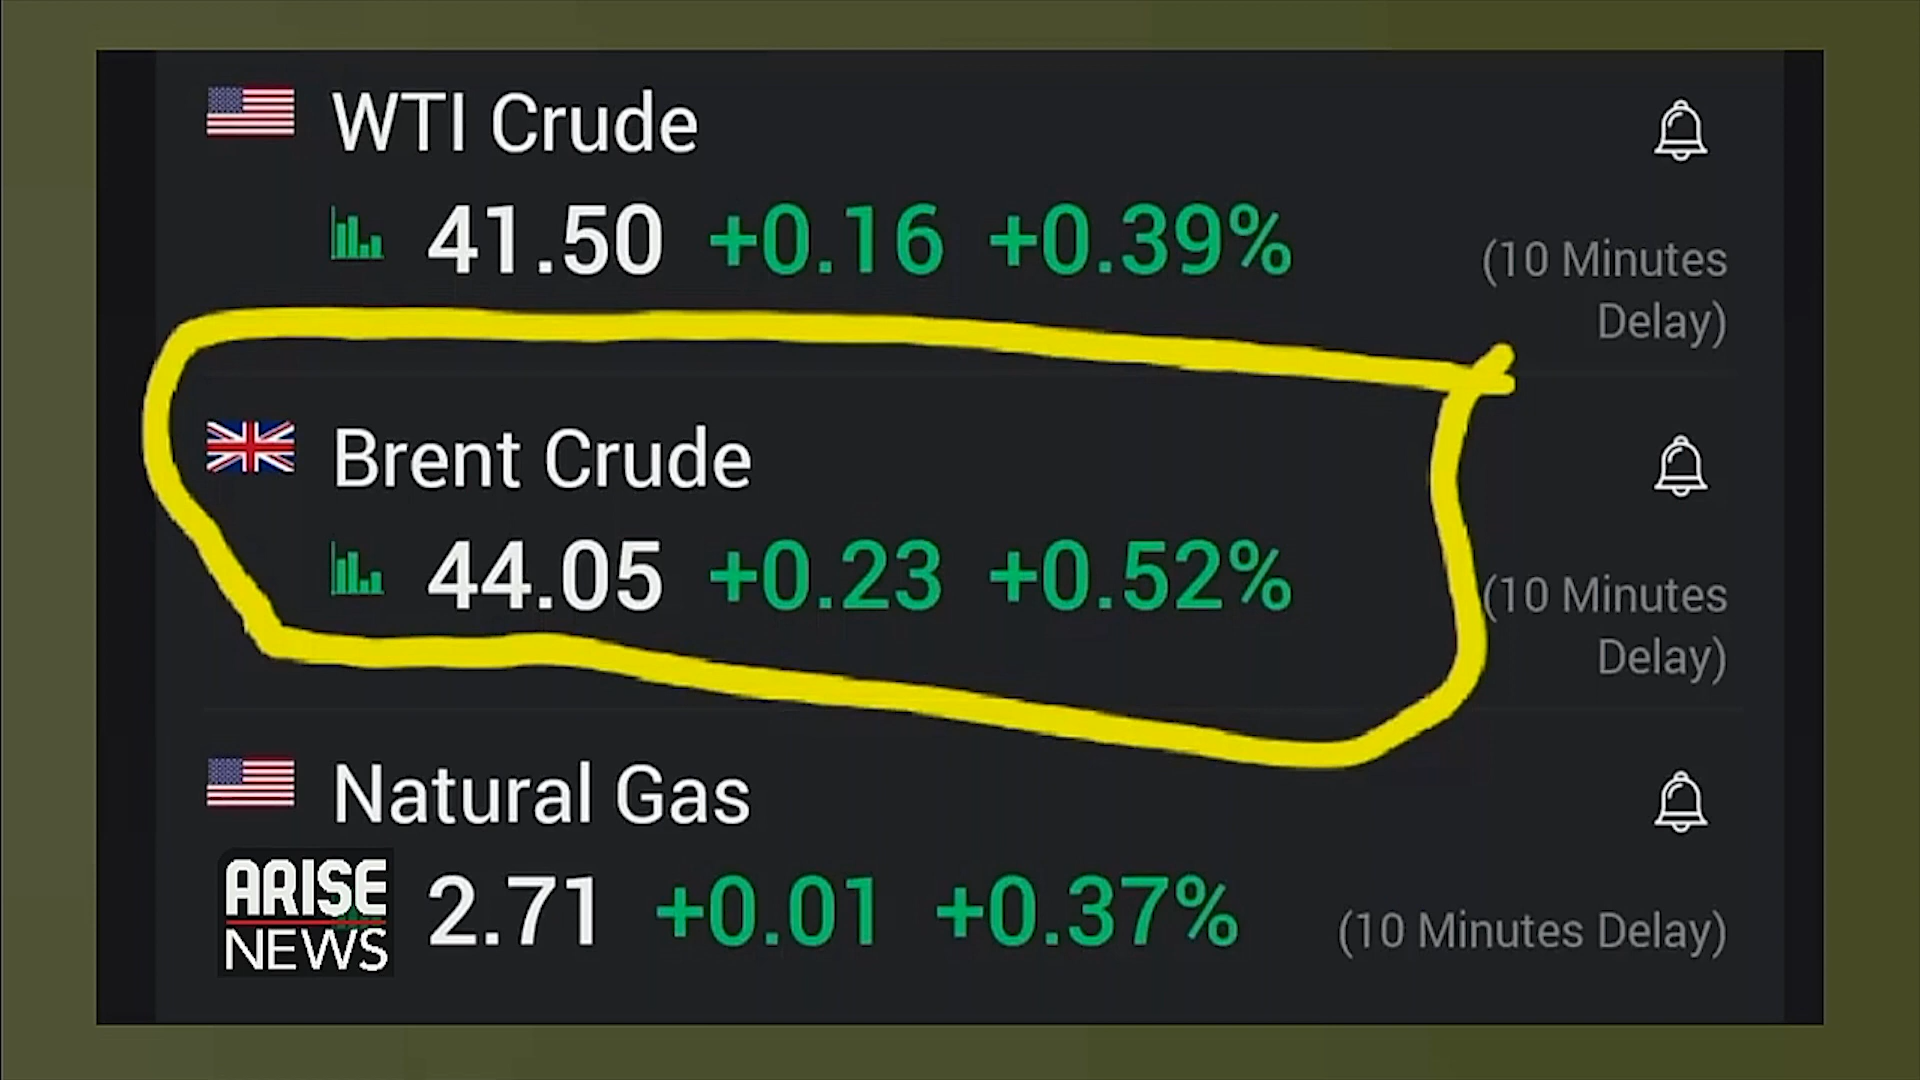 WTI Crude
41.50 +0.16 +0.39%
(10 Minutes
Delay)
Brent Crude
44.05 +0.23 +0.52%
(10 Minutes
Delay)
Natural Gas
2.71 +0.01 +0.37%
(10 Minutes Delay)
ARISE
NEWS